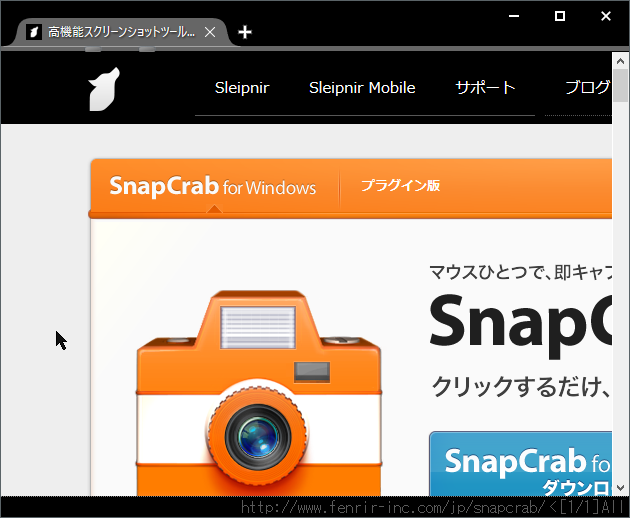 高機能スクリーンショットツール...
Sleipnir Sleipnir Mobile サポート ブログ
SnapCrab for Windows プラグイン版
マウスひとつで、即キャプ
SnapC
クリックするだけ、
SnapCrab fo
ダウンロ
http://www.fenrir-inc.com/jp/snapcrab/<[1/1]All